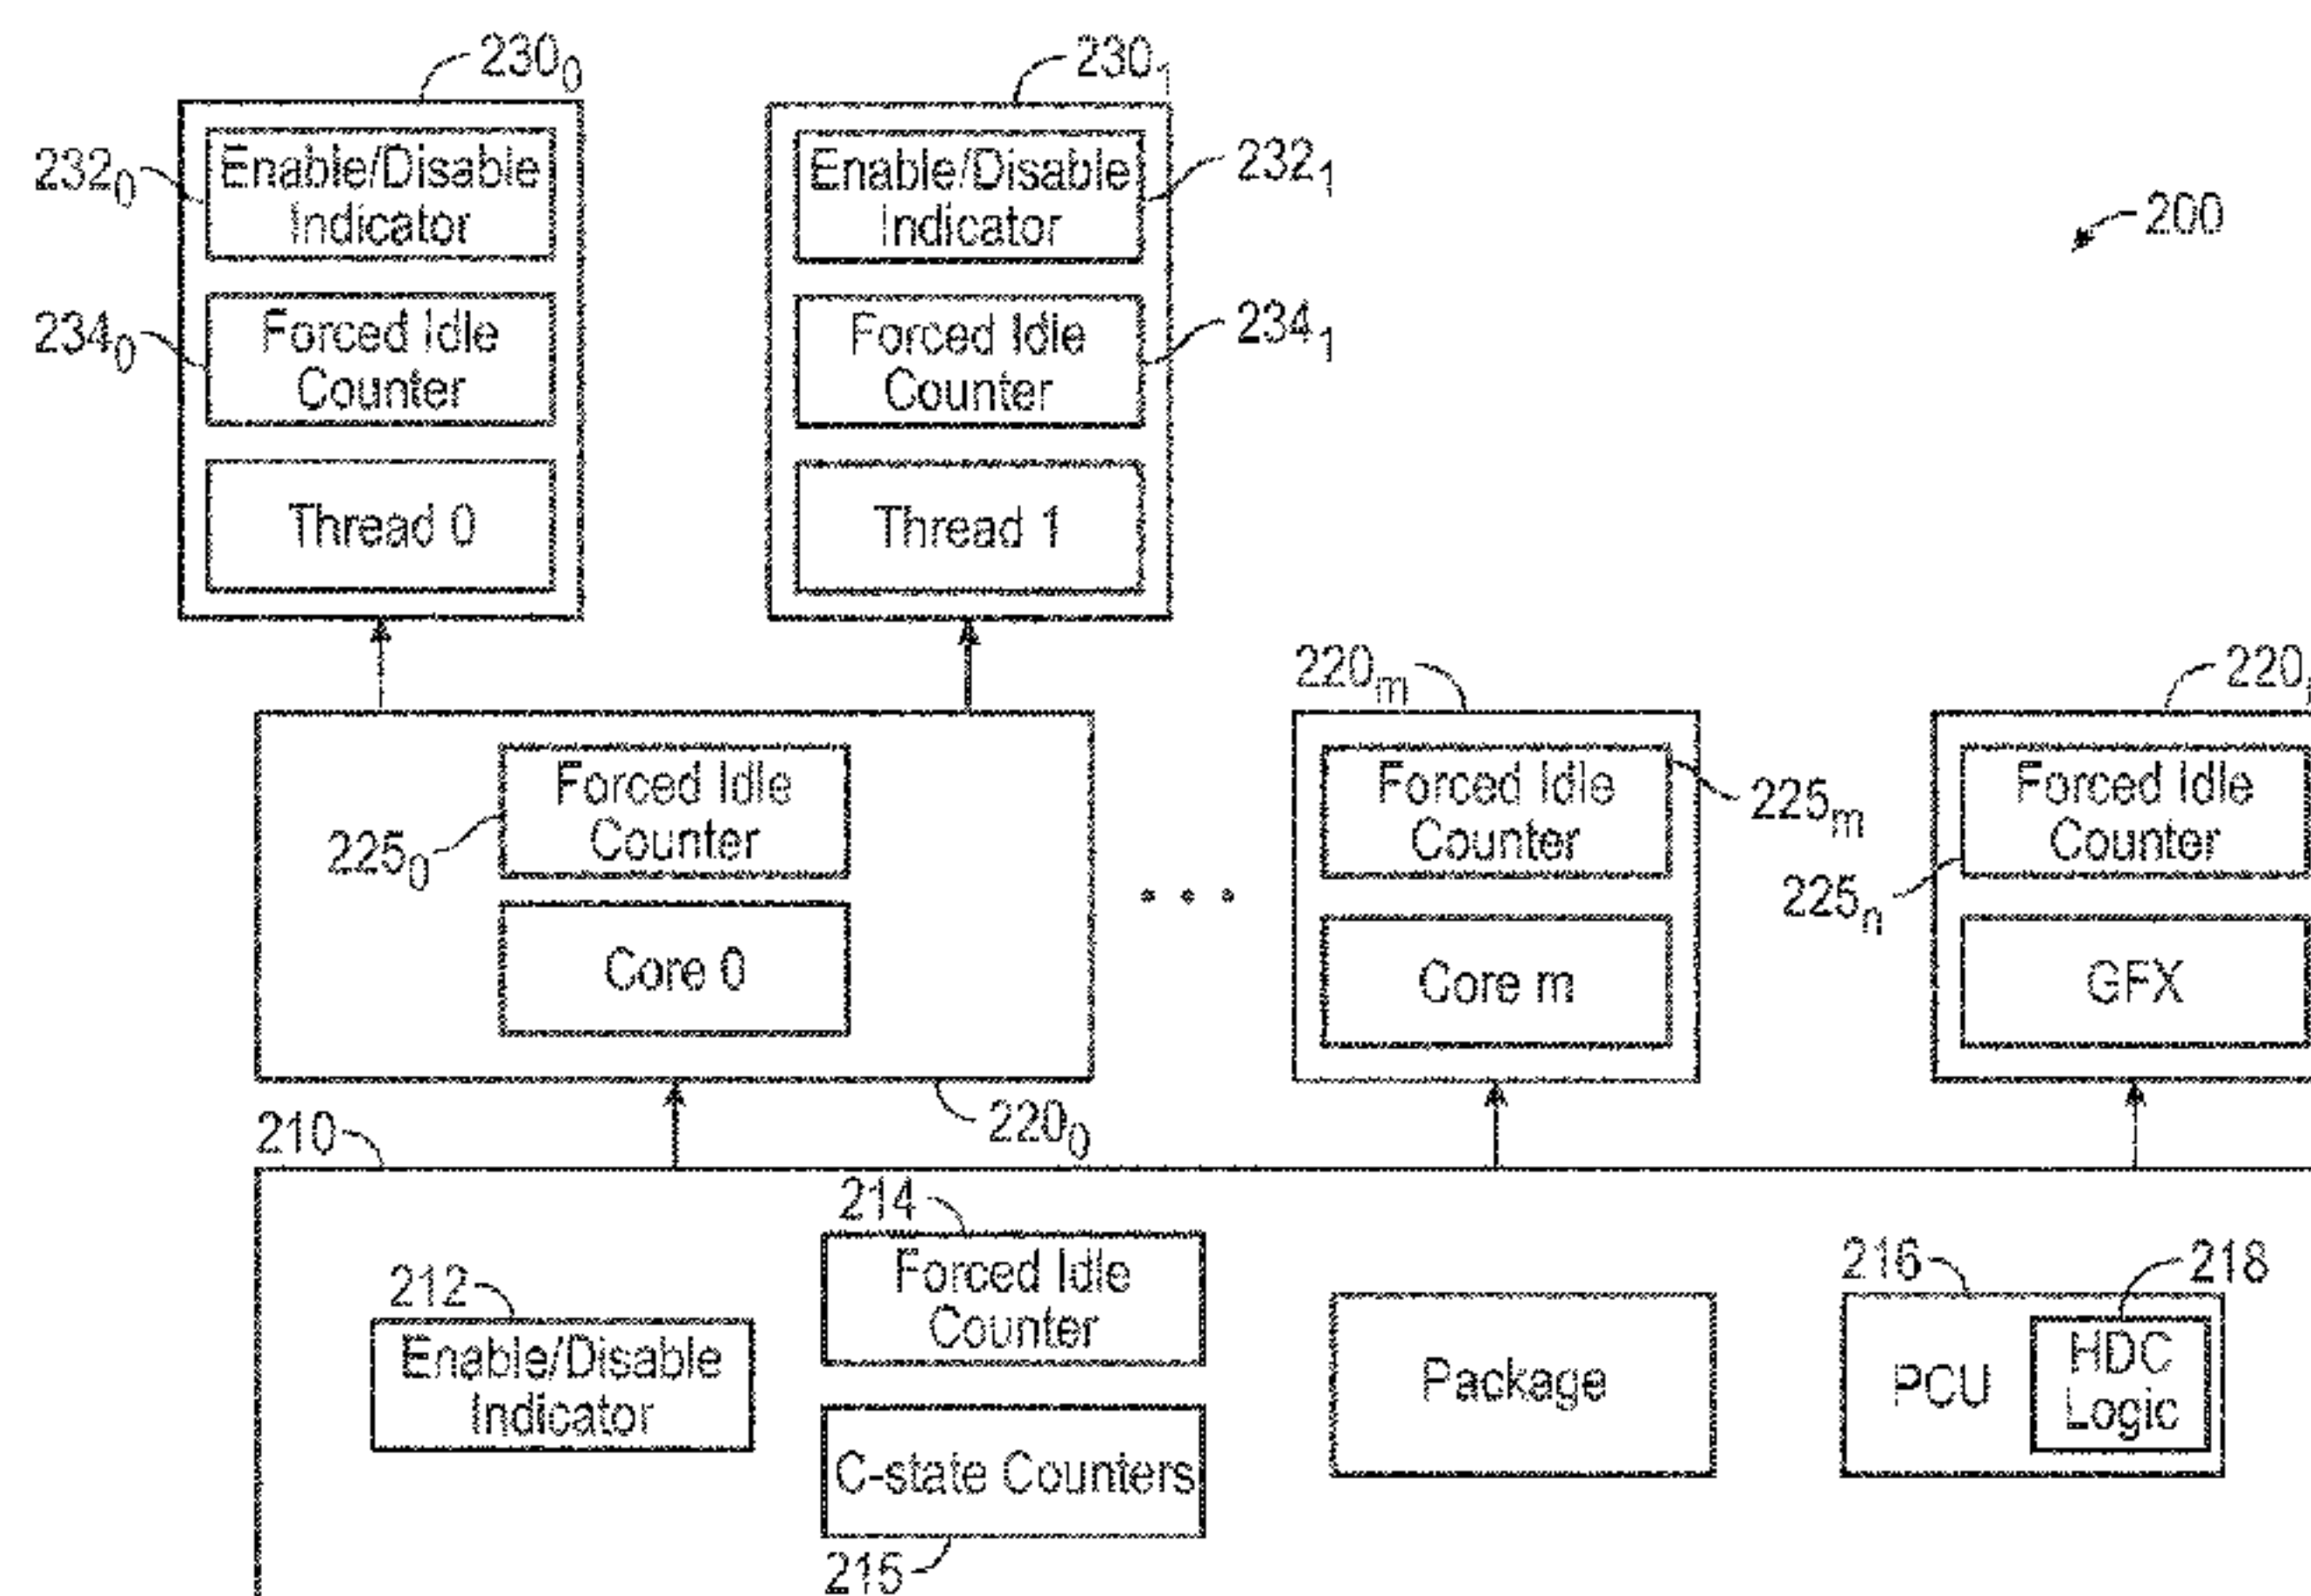 230₀
230₁
232₀
Enable/Disable
Indicator
Enable/Disable
Indicator
232₁
200
234₀
Forced Idle
Counter
Forced Idle
Counter
234₁
Thread 0
Thread 1
220ₘ
220
Forced Idle
Counter
225₀
Forced Idle
Counter
225ₘ
Forced Idle
Counter
225ₙ
Core 0
Core m
GFX
210
220₀
214
212
Forced Idle
Counter
216
218
Enable/Disable
Indicator
Package
PCU
HDC
Logic
C-state Counters
215